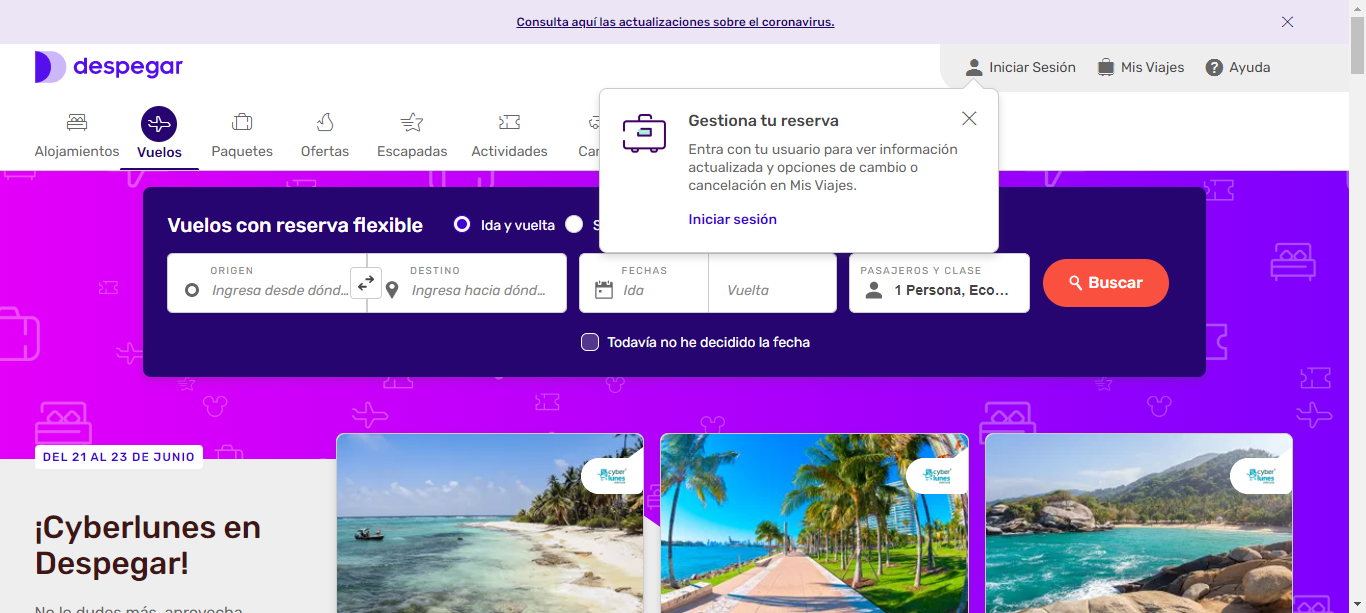 Consulta aquí las actualizaciones sobre el coronavirus.
despegar
Iniciar Sesión
Mis Viajes
Ayuda
Alojamientos
Vuelos
Paquetes
Ofertas
Escapadas
Actividades
Gestiona tu reserva
Entra con tu usuario para ver información
actualizada y opciones de cambio o
cancelación en Mis Viajes.
Iniciar sesión
Vuelos con reserva flexible
Ida y vuelta
ORIGEN
Ingresa desde dónd...
DESTINO
Ingresa hacia dónd...
FECHAS
Ida
Vuelta
PASAJEROS Y CLASE
1 Persona, Eco...
Buscar
Todavía no he decidido la fecha
DEL 21 AL 23 DE JUNIO
¡Cyberlunes en
Despegar!
No lo dudes más, aprovecha
cyber
lunes
cyber
lunes
cyber
lunes